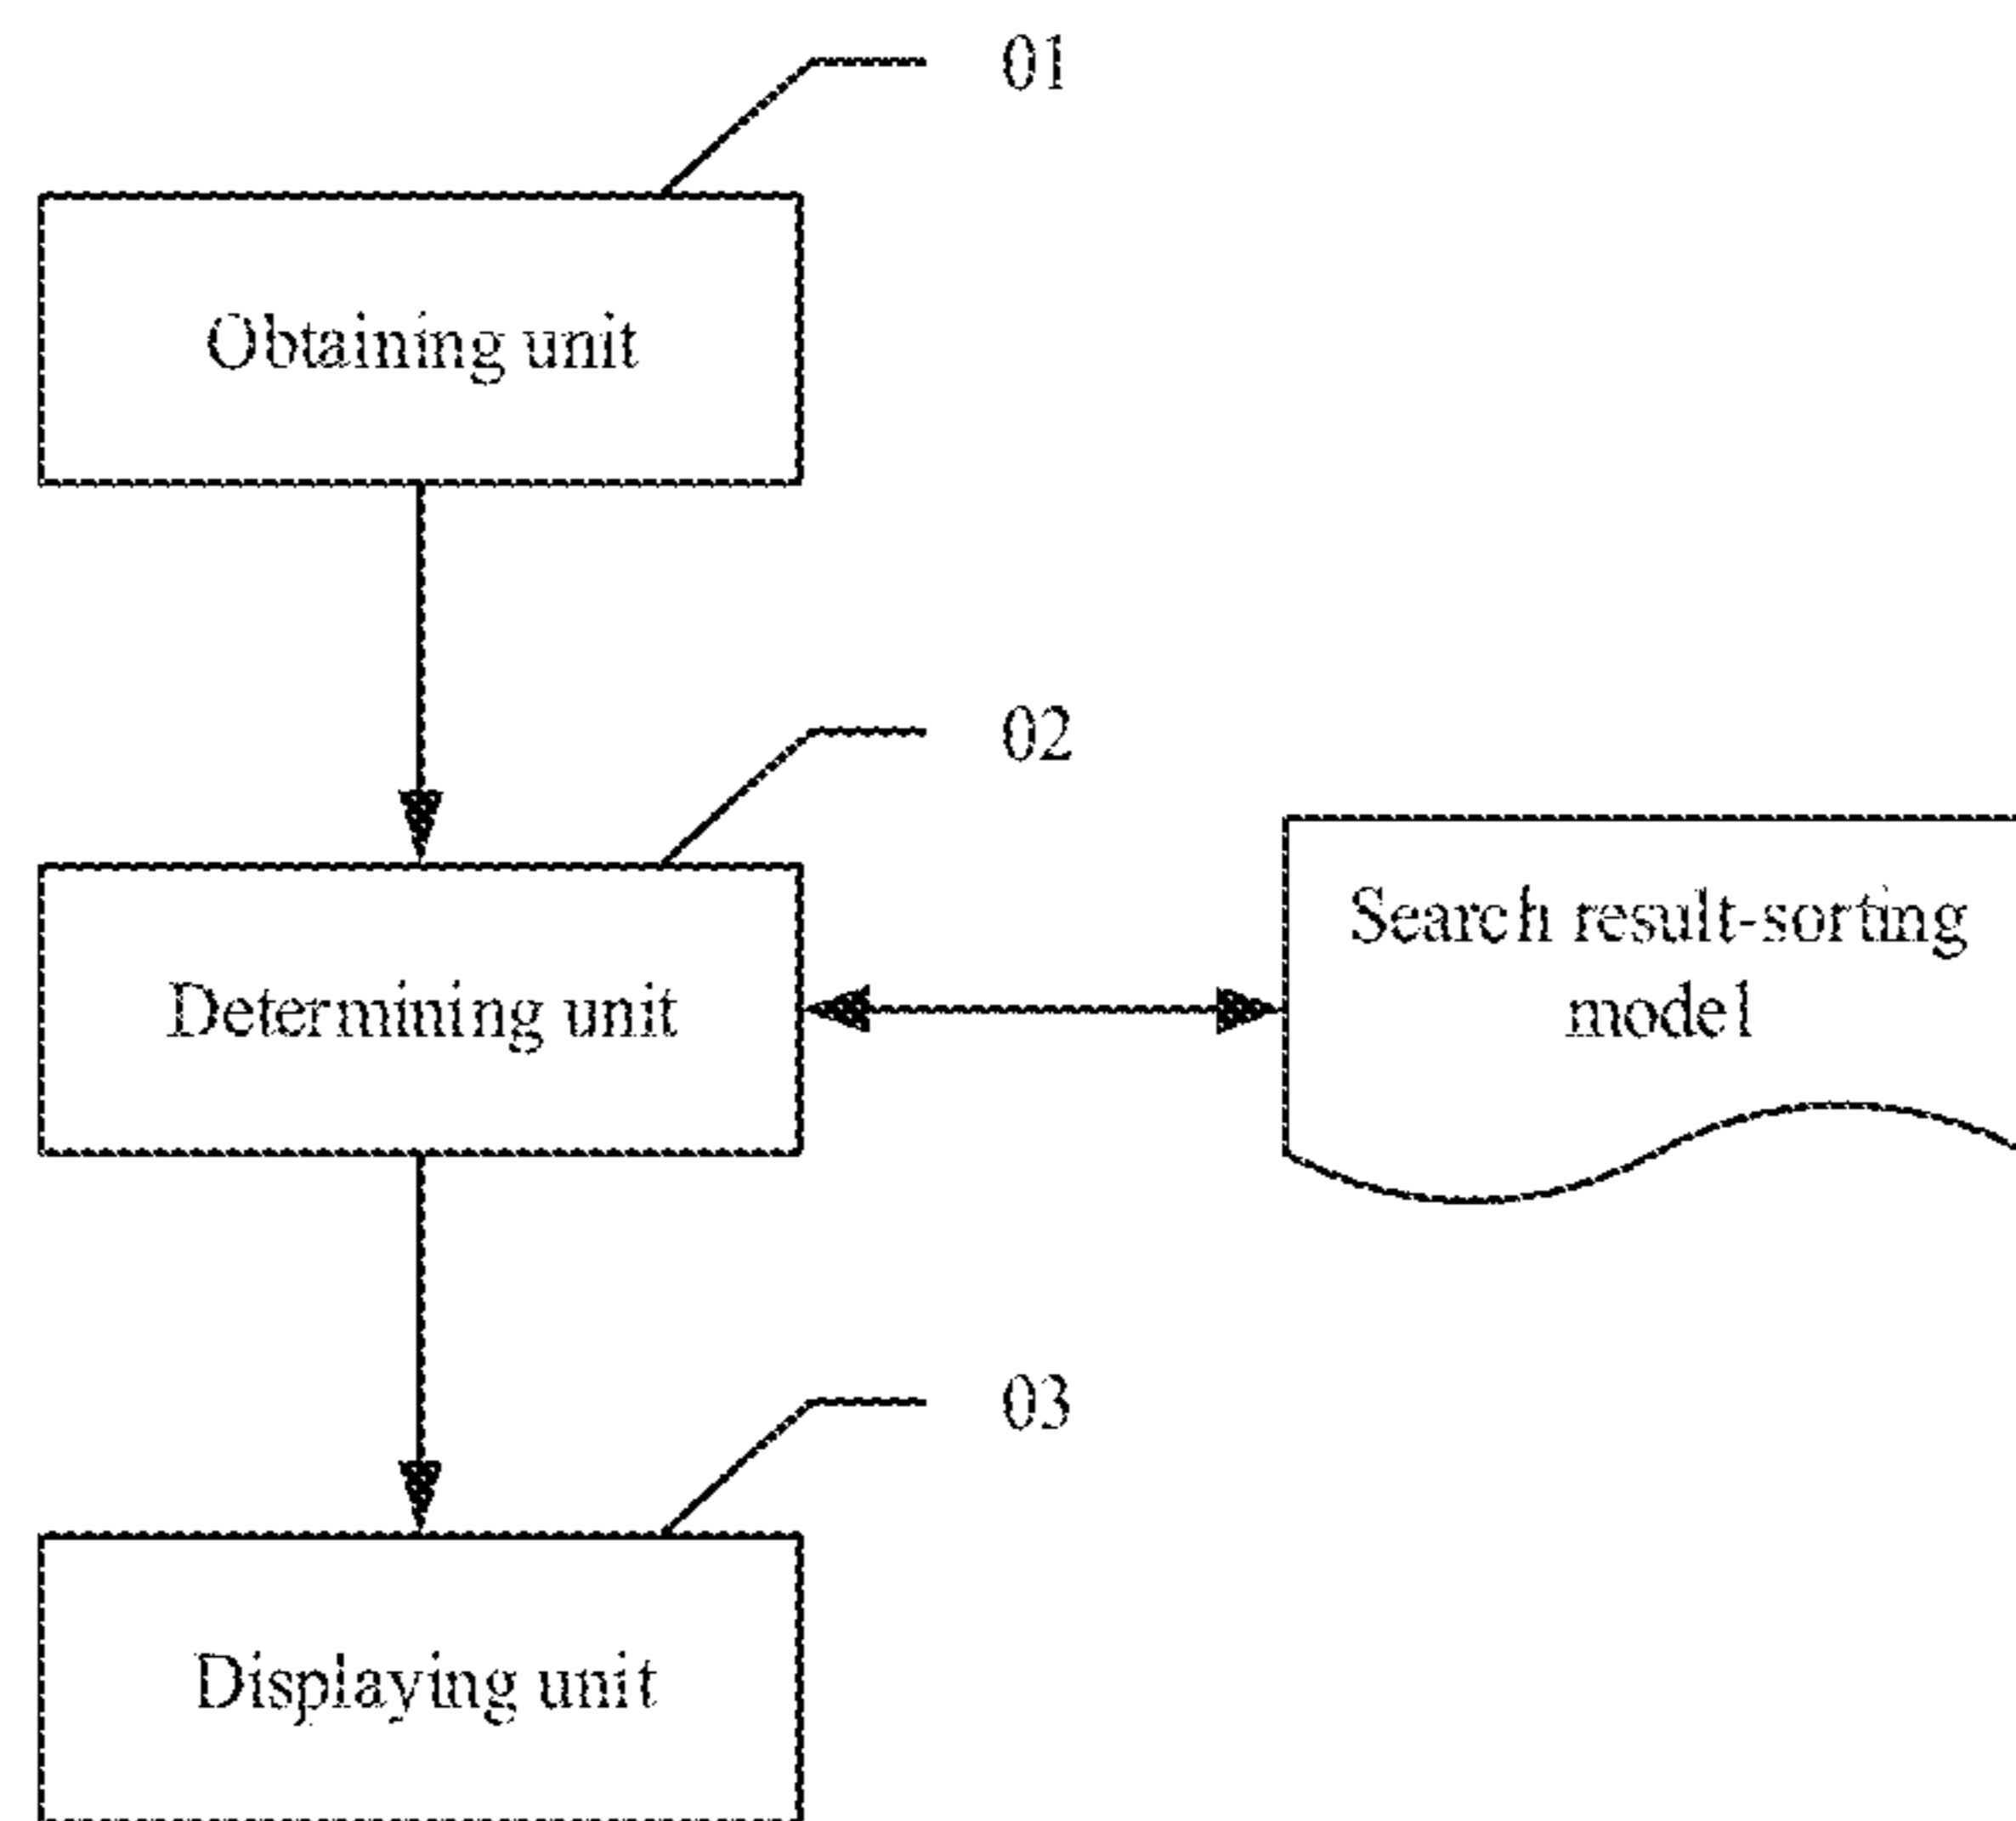 01
Obtaining unit
02
Determining unit
Search result-sorting
model
03
Displaying unit